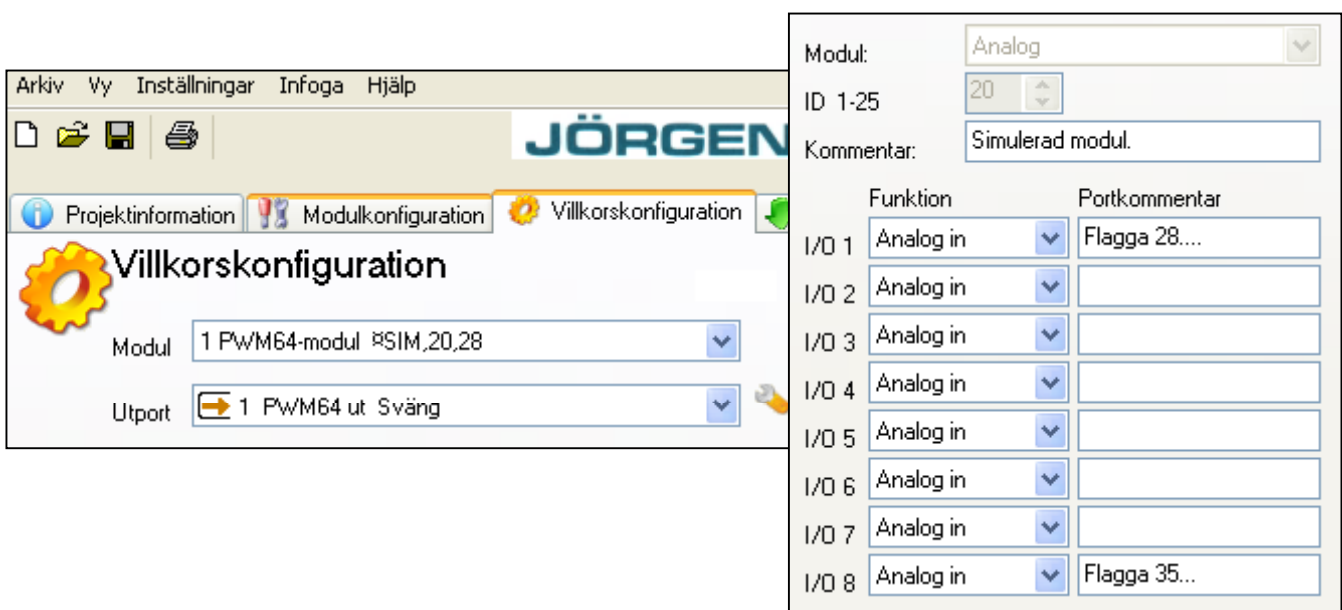 Arkiv Vy Inställningar Infoga Hjälp
JÖRGEN
Projektinformation Modulkonfiguration Villkorskonfiguration
Villkorskonfiguration
Modul 1 PWM64-modul ¤SIM,20,28
Utport 1 PWM64 ut Sväng
Modul: Analog
ID 1-25 20
Kommentar: Simulerad modul.
Funktion Portkommentar
I/O 1 Analog in Flagga 28....
I/O 2 Analog in
I/O 3 Analog in
I/O 4 Analog in
I/O 5 Analog in
I/O 6 Analog in
I/O 7 Analog in
I/O 8 Analog in Flagga 35...